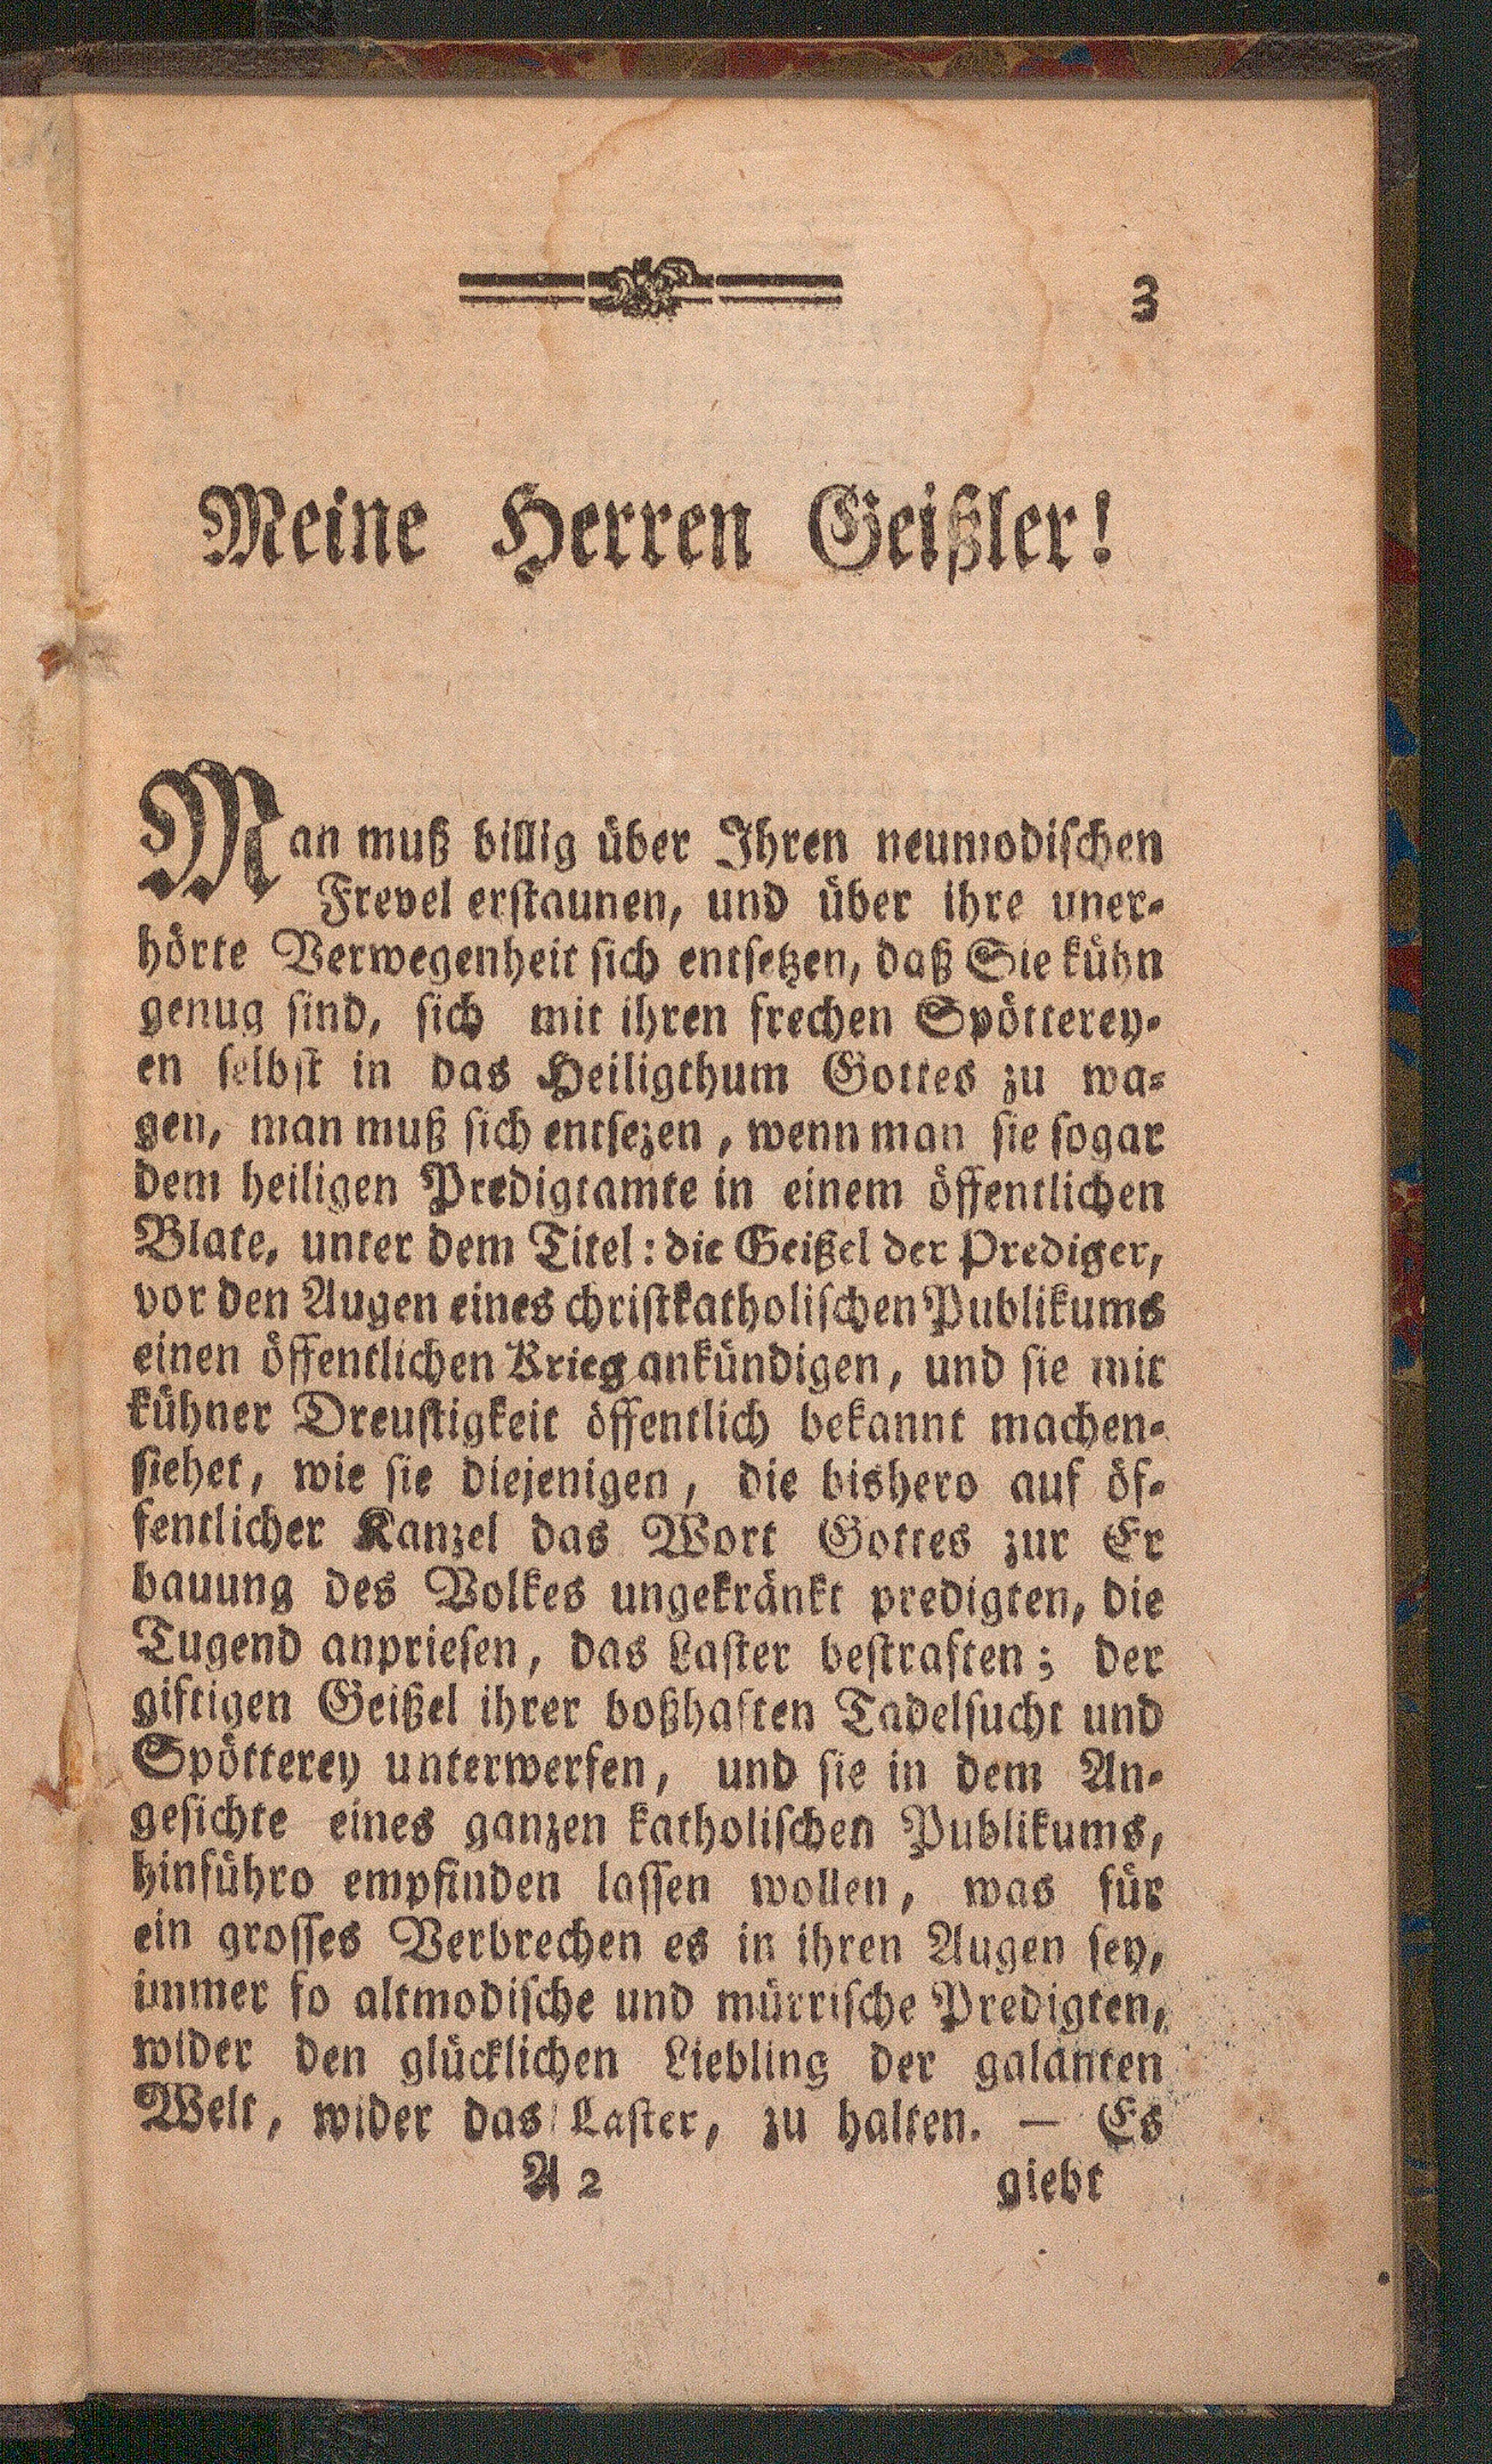 3
Meine Herren Geißler!
Man muß billig über Ihren neumodischen
Frevel erstaunen, und über ihre uner-
hörte Verwegenheit sich entsetzen, daß Sie kühn
genug sind, sich mit ihren frechen Spötterey-
en selbst in das Heiligthum Gottes zu wa-
gen, man muß sich entsezen, wenn man sie sogar
dem heiligen Predigtamte in einem öffentlichen
Blate, unter dem Titel: die Geißel der Prediger,
vor den Augen eines christkatholischen Publikums
einen öffentlichen Krieg ankündigen, und sie mit
kühner Dreustigkeit öffentlich bekannt machen-
siehet, wie sie diejenigen, die bishero auf öf-
fentlicher Kanzel das Wort Gottes zur Er
bauung des Volkes ungekränkt predigten, die
Tugend anpriesen, das Laster bestraften; der
giftigen Geißel ihrer boßhaften Tadelsucht und
Spötterey unterwerfen, und sie in dem An-
gesichte eines ganzen katholischen Publikums,
hinführo empfinden lassen wollen, was für
ein grosses Verbrechen es in ihren Augen sey,
immer so altmodische und mürrische Predigten,
wider den glücklichen Liebling der galanten
Welt, wider das Laster, zu halten. — Es
A 2 giebt